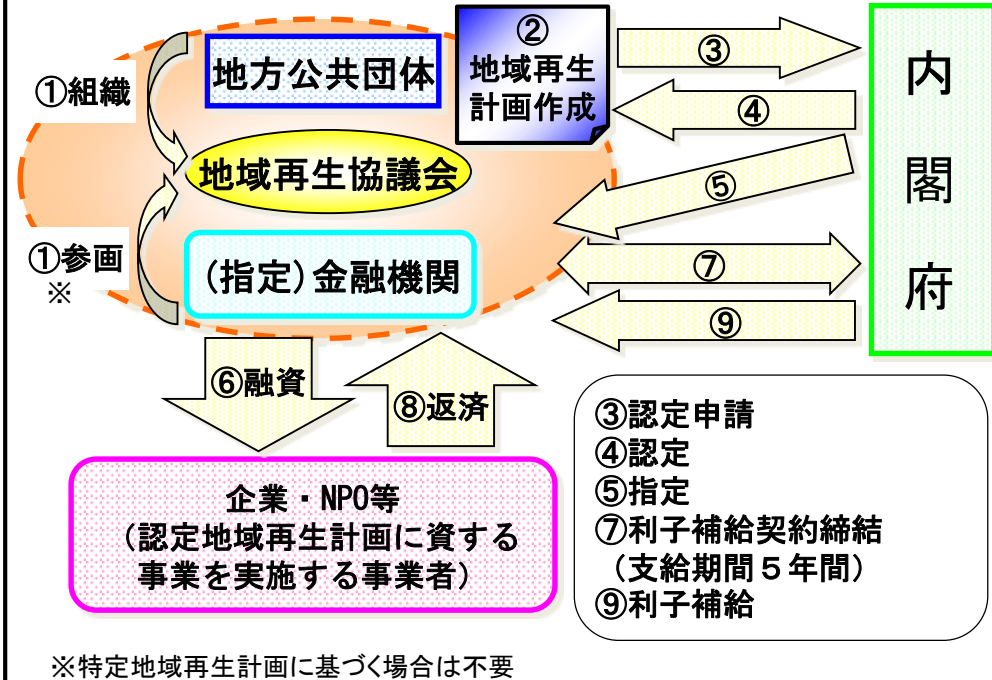 ①組織
地方公共団体
②
地域再生
計画作成
③
④
⑤
⑦
⑨
内
閣
府
地域再生協議会
①参画
※
(指定)金融機関
⑥融資
⑧返済
企業・NPO等
(認定地域再生計画に資する
事業を実施する事業者)
③認定申請
④認定
⑤指定
⑦利子補給契約締結
(支給期間５年間)
⑨利子補給
※特定地域再生計画に基づく場合は不要